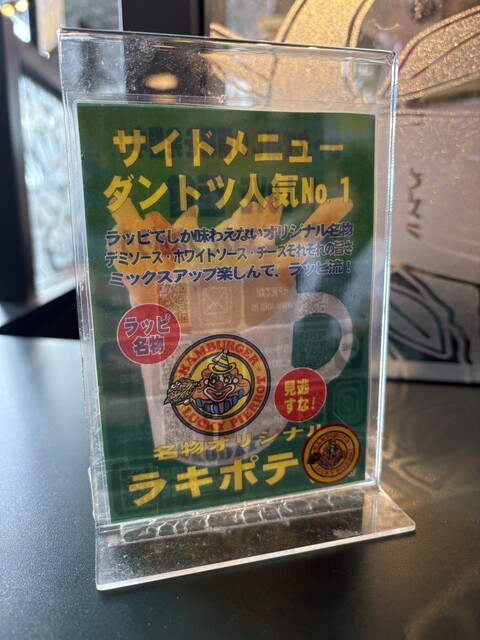 サイドメニュー
ダントツ人気No.1
ラッピでしか味わえないオリジナル名物
デミソース・ホワイトソース・チーズそれぞれの旨さ
ミックスアップ楽しんで、ラッピ流!
ラッピ
名物
HAMBURGER
LUCKY PIERROT
見逃
すな!
名物オリジナル
ラキポテ